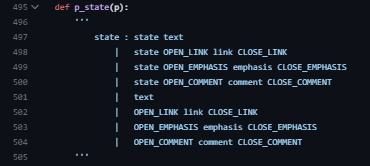 495 def p_state(p):
496 '''
497 state : state text
498 | state OPEN_LINK link CLOSE_LINK
499 | state OPEN_EMPHASIS emphasis CLOSE_EMPHASIS
500 | state OPEN_COMMENT comment CLOSE_COMMENT
501 | text
502 | OPEN_LINK link CLOSE_LINK
503 | OPEN_EMPHASIS emphasis CLOSE_EMPHASIS
504 | OPEN_COMMENT comment CLOSE_COMMENT
505 '''